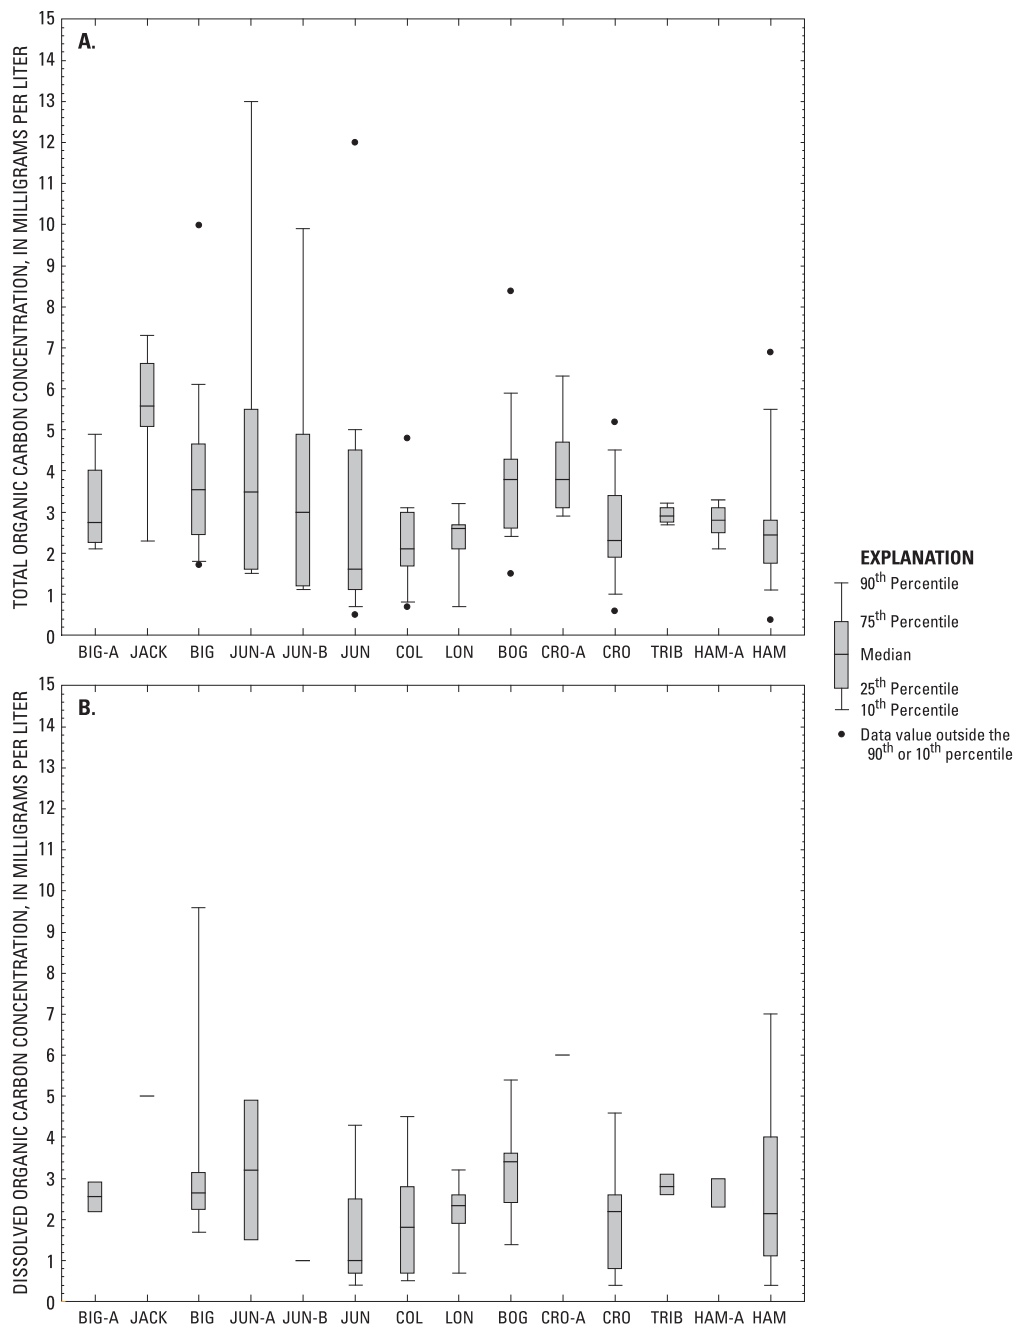 A.
TOTAL ORGANIC CARBON CONCENTRATION, IN MILLIGRAMS PER LITER
15
14
13
12
11
10
9
8
7
6
5
4
3
2
1
0
BIG-A JACK BIG JUN-A JUN-B JUN COL LON BOG CRO-A CRO TRIB HAM-A HAM
EXPLANATION
90th Percentile
75th Percentile
Median
25th Percentile
10th Percentile
Data value outside the
90th or 10th percentile
B.
DISSOLVED ORGANIC CARBON CONCENTRATION, IN MILLIGRAMS PER LITER
15
14
13
12
11
10
9
8
7
6
5
4
3
2
1
0
BIG-A JACK BIG JUN-A JUN-B JUN COL LON BOG CRO-A CRO TRIB HAM-A HAM